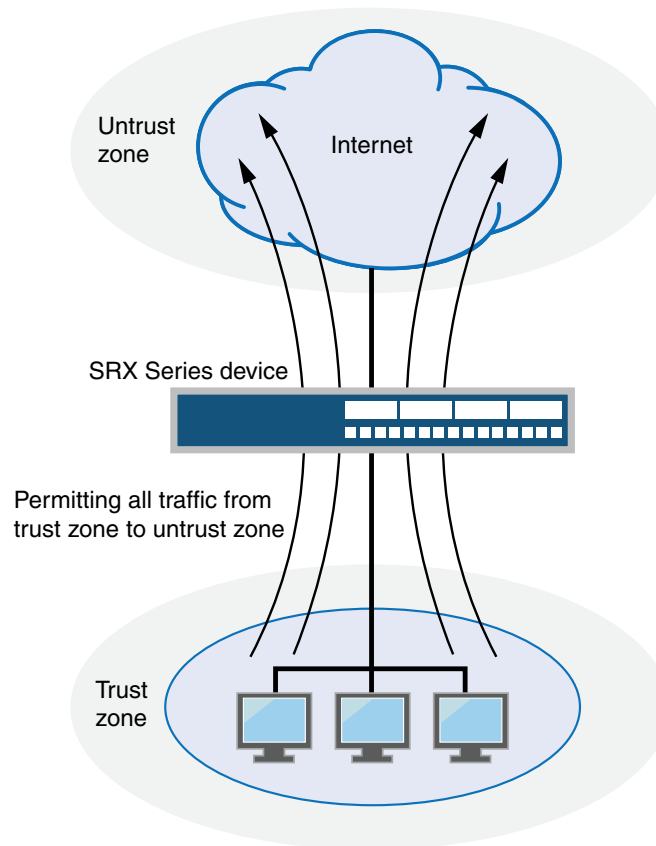 Untrust
zone
Internet
SRX Series device
Permitting all traffic from
trust zone to untrust zone
Trust
zone